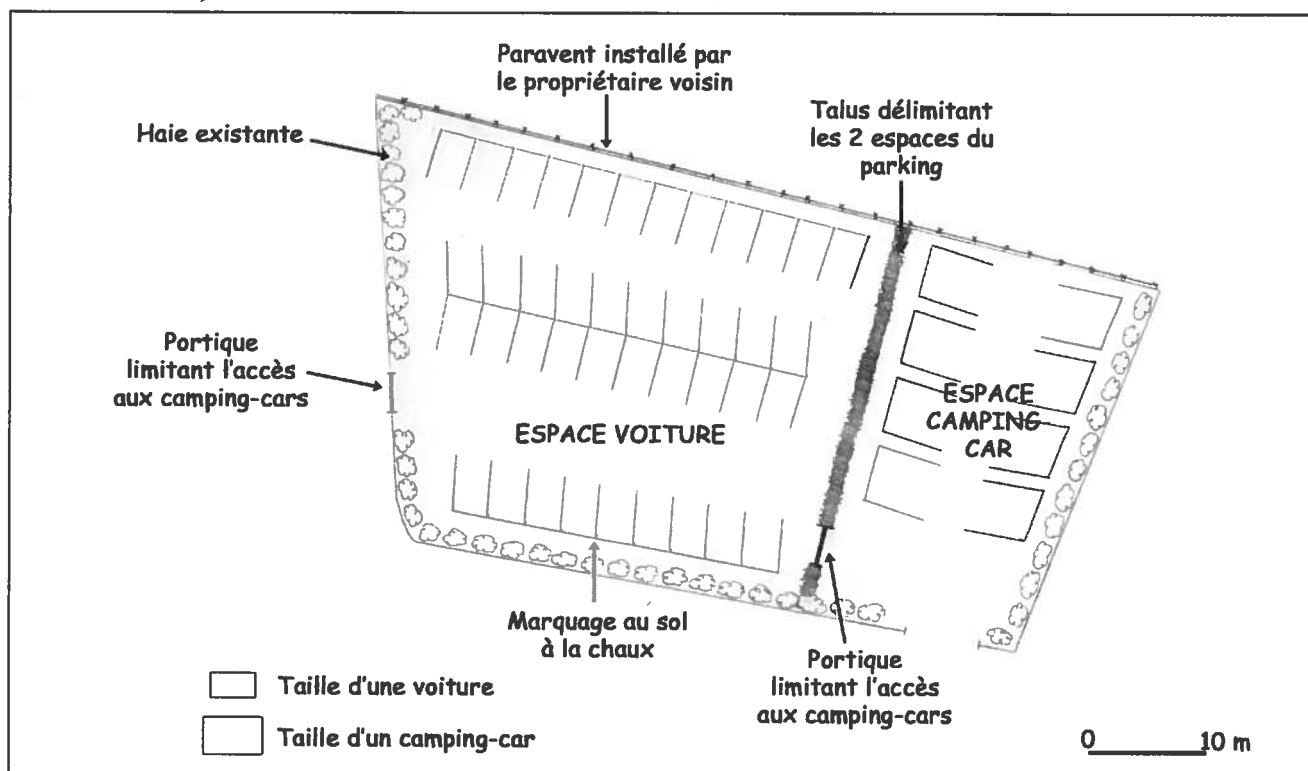 Paravent installé par
le propriétaire voisin
Talus délimitant
les 2 espaces du
parking
Haie existante
Portique
limitant l'accès
aux camping-cars
ESPACE VOITURE
ESPACE
CAMPING
CAR
Marquage au sol
à la chaux
Portique
limitant l'accès
aux camping-cars
Taille d'une voiture
Taille d'un camping-car
0 10 m